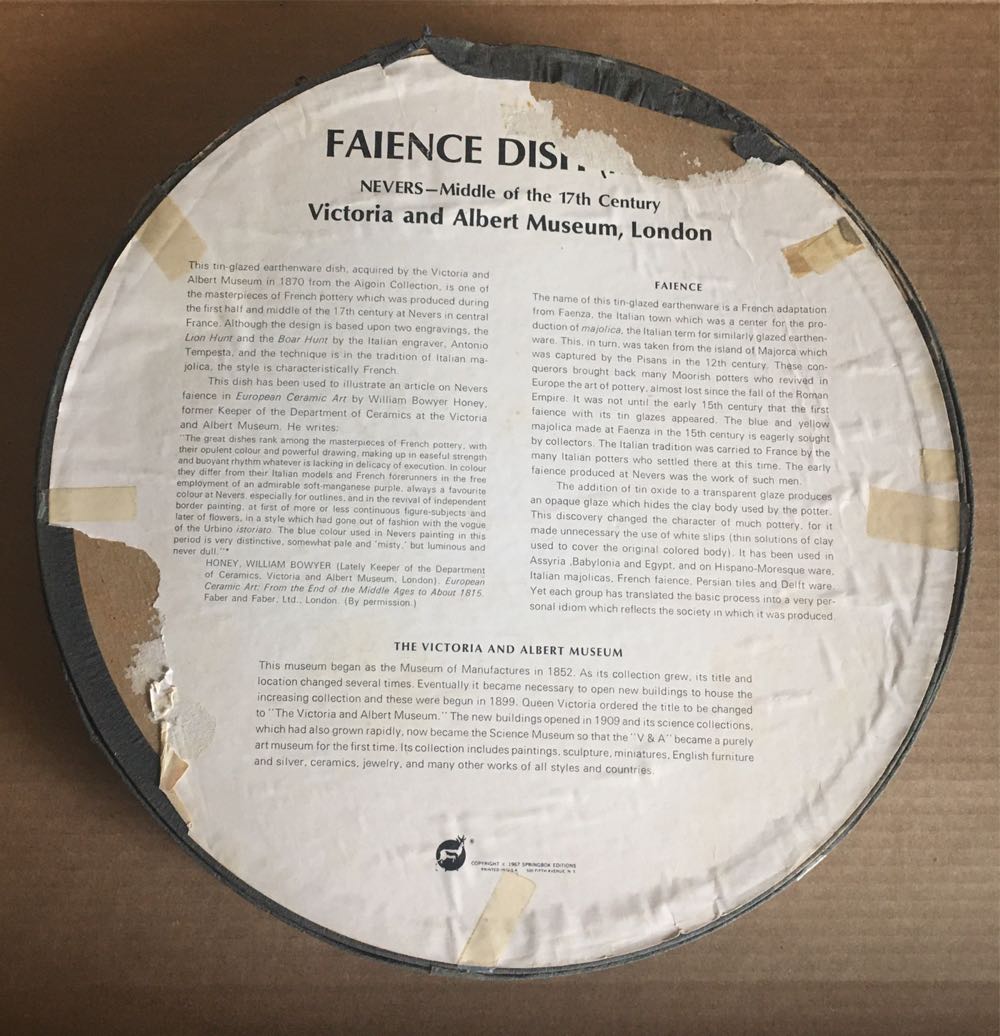 FAIENCE DIS
NEVERS—Middle of the 17th Century
Victoria and Albert Museum, London
This tin-glazed earthenware dish, acquired by the Victoria and
Albert Museum in 1870 from the Aigoin Collection, is one of
the masterpieces of French pottery which was produced during
the first half and middle of the 17th century at Nevers in central
France. Although the design is based upon two engravings, the
Lion Hunt and the Boar Hunt by the Italian engraver, Antonio
Tempesta, and the technique is in the tradition of Italian ma-
jolica, the style is characteristically French.
This dish has been used to illustrate an article on Nevers
faience in European Ceramic Art by William Bowyer Honey,
former Keeper of the Department of Ceramics at the Victoria
and Albert Museum. He writes:
"The great dishes rank among the masterpieces of French pottery, with
their opulent colour and powerful drawing, making up in easeful strength
and buoyant rhythm whatever is lacking in delicacy of execution. In colour
they differ from their Italian models and French forerunners in the free
employment of an admirable soft-manganese purple, always a favourite
colour at Nevers, especially for outlines, and in the revival of independent
border painting, at first of more or less continuous figure-subjects and
later of flowers, in a style which had gone out of fashion with the vogue
of the Urbino istoriato. The blue colour used in Nevers painting in this
period is very distinctive, somewhat pale and 'misty,' but luminous and
never dull."*
HONEY, WILLIAM BOWYER (Lately Keeper of the Department
of Ceramics, Victoria and Albert Museum, London). European
Ceramic Art: From the End of the Middle Ages to About 1815.
Faber and Faber, Ltd., London. (By permission.)
FAIENCE
The name of this tin-glazed earthenware is a French adaptation
from Faenza, the Italian town which was a center for the pro-
duction of majolica, the Italian term for similarly glazed earthen-
ware. This, in turn, was taken from the island of Majorca which
was captured by the Pisans in the 12th century. These con-
querors brought back many Moorish potters who revived in
Europe the art of pottery, almost lost since the fall of the Roman
Empire. It was not until the early 15th century that the first
faience with its tin glazes appeared. The blue and yellow
majolica made at Faenza in the 15th century is eagerly sought
by collectors. The Italian tradition was carried to France by the
many Italian potters who settled there at this time. The early
faience produced at Nevers was the work of such men.
The addition of tin oxide to a transparent glaze produces
an opaque glaze which hides the clay body used by the potter.
This discovery changed the character of much pottery, for it
made unnecessary the use of white slips (thin solutions of clay
used to cover the original colored body). It has been used in
Assyria ,Babylonia and Egypt, and on Hispano-Moresque ware,
Italian majolicas, French faience, Persian tiles and Delft ware.
Yet each group has translated the basic process into a very per-
sonal idiom which reflects the society in which it was produced.
THE VICTORIA AND ALBERT MUSEUM
This museum began as the Museum of Manufactures in 1852. As its collection grew, its title and
location changed several times. Eventually it became necessary to open new buildings to house the
increasing collection and these were begun in 1899. Queen Victoria ordered the title to be changed
to "The Victoria and Albert Museum." The new buildings opened in 1909 and its science collections,
which had also grown rapidly, now became the Science Museum so that the "V & A" became a purely
art museum for the first time. Its collection includes paintings, sculpture, miniatures, English furniture
and silver, ceramics, jewelry, and many other works of all styles and countries.
®
COPYRIGHT © 1967 SPRINGBOK EDITIONS
PRINTED IN U.S.A. 500 FIFTH AVENUE, N.Y.